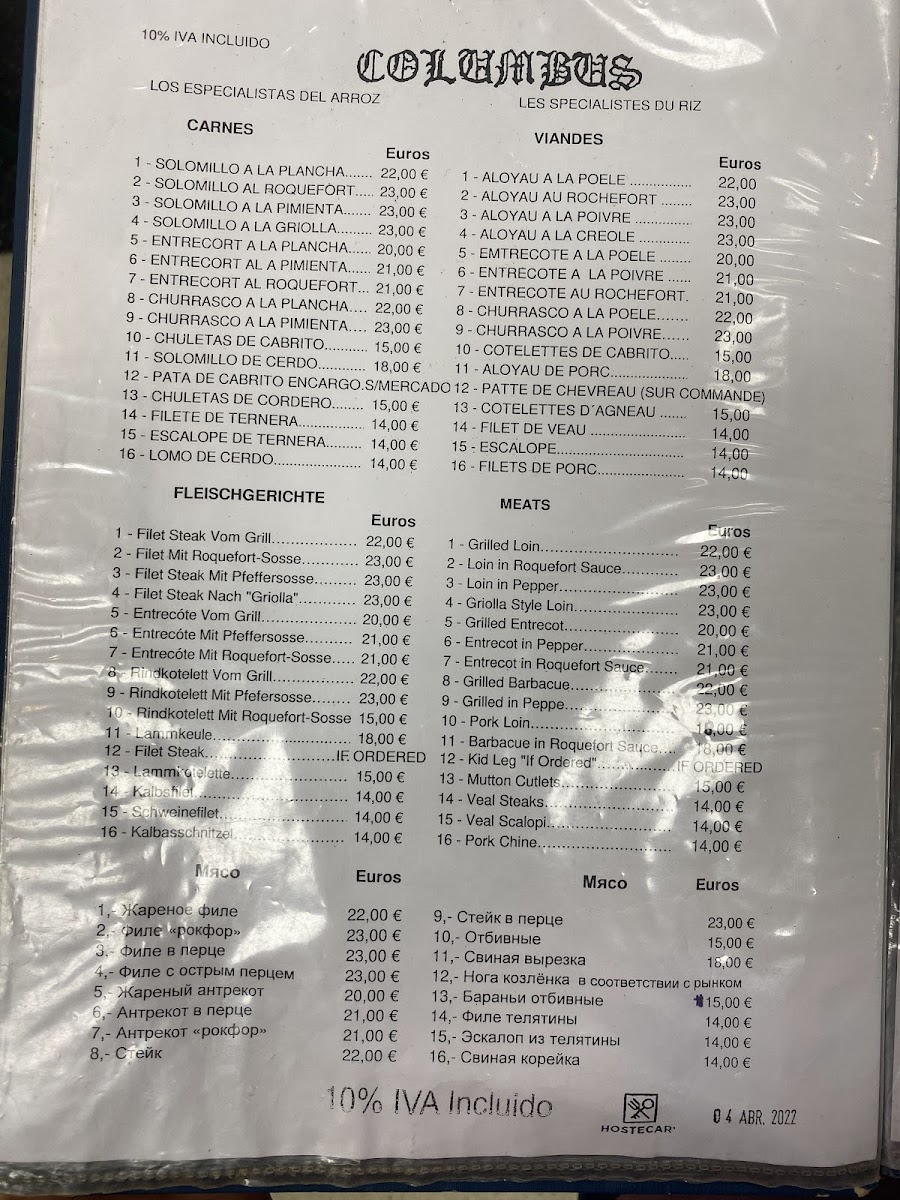 10% IVA INCLUIDO
COLUMBUS
LOS ESPECIALISTAS DEL ARROZ
LES SPECIALISTES DU RIZ
CARNES
Euros
1 - SOLOMILLO A LA PLANCHA....... 22,00 €
2 - SOLOMILLO AL ROQUEFORT..... 23,00 €
3 - SOLOMILLO A LA PIMIENTA....... 23,00 €
4 - SOLOMILLO A LA GRIOLLA........ 23,00 €
5 - ENTRECORT A LA PLANCHA..... 20,00 €
6 - ENTRECORT AL A PIMIENTA...... 21,00 €
7 - ENTRECORT AL ROQUEFORT... 21,00 €
8 - CHURRASCO A LA PLANCHA.... 22,00 €
9 - CHURRASCO A LA PIMIENTA.... 23,00 €
10 - CHULETAS DE CABRITO.......... 15,00 €
11 - SOLOMILLO DE CERDO............ 18,00 €
12 - PATA DE CABRITO ENCARGO.S/MERCADO
13 - CHULETAS DE CORDERO........ 15,00 €
14 - FILETE DE TERNERA................ 14,00 €
15 - ESCALOPE DE TERNERA......... 14,00 €
16 - LOMO DE CERDO...................... 14,00 €
VIANDES
Euros
1 - ALOYAU A LA POELE ................ 22,00
2 - ALOYAU AU ROCHEFORT ........ 23,00
3 - ALOYAU A LA POIVRE .............. 23,00
4 - ALOYAU A LA CREOLE ............. 23,00
5 - EMTRECOTE A LA POELE ........ 20,00
6 - ENTRECOTE A LA POIVRE ...... 21,00
7 - ENTRECOTE AU ROCHEFORT. 21,00
8 - CHURRASCO A LA POELE....... 22,00
9 - CHURRASCO A LA POIVRE...... 23,00
10 - COTELETTES DE CABRITO..... 15,00
11 - ALOYAU DE PORC................... 18,00
12 - PATTE DE CHEVREAU (SUR COMMANDE)
13 - COTELETTES D´AGNEAU ....... 15,00
14 - FILET DE VEAU ........................ 14,00
15 - ESCALOPE................................ 14,00
16 - FILETS DE PORC...................... 14,00
FLEISCHGERICHTE
Euros
1 - Filet Steak Vom Grill.................... 22,00 €
2 - Filet Mit Roquefort-Sosse............. 23,00 €
3 - Filet Steak Mit Pfeffersosse.......... 23,00 €
4 - Filet Steak Nach "Griolla"............. 23,00 €
5 - Entrecóte Vom Grill...................... 20,00 €
6 - Entrecóte Mit Pfeffersosse........... 21,00 €
7 - Entrecóte Mit Roquefort-Sosse..... 21,00 €
8 - Rindkotelett Vom Grill................... 22,00 €
9 - Rindkotelett Mit Pfefersosse......... 23,00 €
10 - Rindkotelett Mit Roquefort-Sosse 15,00 €
11 - Lammkeule................................. 18,00 €
12 - Filet Steak...............................IF ORDERED
13 - Lammkotelette........................... 15,00 €
14 - Kalbsfilet.................................... 14,00 €
15 - Schweinefilet.............................. 14,00 €
16 - Kalbasschnitzel.......................... 14,00 €
MEATS
Euros
1 - Grilled Loin.................................. 22,00 €
2 - Loin in Roquefort Sauce.............. 23,00 €
3 - Loin in Pepper............................. 23,00 €
4 - Griolla Style Loin......................... 23,00 €
5 - Grilled Entrecot........................... 20,00 €
6 - Entrecot in Pepper...................... 21,00 €
7 - Entrecot in Roquefort Sauce........ 21,00 €
8 - Grilled Barbacue.......................... 22,00 €
9 - Grilled in Peppe........................... 23,00 €
10 - Pork Loin................................... 18,00 €
11 - Barbacue in Roquefort Sauce.... 18,00 €
12 - Kid Leg "If Ordered"...................IF ORDERED
13 - Mutton Cutlets............................ 15,00 €
14 - Veal Steaks................................ 14,00 €
15 - Veal Scalopi............................... 14,00 €
16 - Pork Chine................................. 14,00 €
Мясо Euros
1,- Жареное филе 22,00 €
2,- Филе «рокфор» 23,00 €
3,- Филе в перце 23,00 €
4,- Филе с острым перцем 23,00 €
5,- Жареный антрекот 20,00 €
6,- Антрекот в перце 21,00 €
7,- Антрекот «рокфор» 21,00 €
8,- Стейк 22,00 €
Мясо Euros
9,- Стейк в перце 23,00 €
10,- Отбивные 15,00 €
11,- Свиная вырезка 18,00 €
12,- Нога козлёнка в соответствии с рынком
13,- Бараньи отбивные 15,00 €
14,- Филе телятины 14,00 €
15,- Эскалоп из телятины 14,00 €
16,- Свиная корейка 14,00 €
10% IVA Incluido
HOSTECAR
04 ABR. 2022